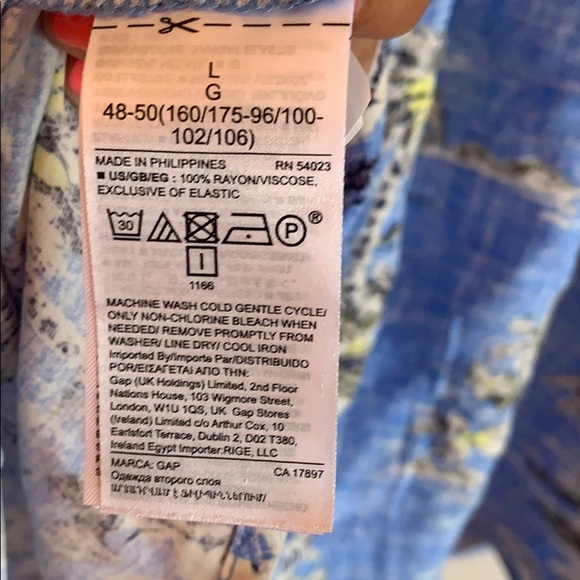 L
G
48-50(160/175-96/100-
102/106)
MADE IN PHILIPPINES RN 54023
■ US/GB/EG : 100% RAYON/VISCOSE,
EXCLUSIVE OF ELASTIC
30 P®
I
1166
MACHINE WASH COLD GENTLE CYCLE/
ONLY NON-CHLORINE BLEACH WHEN
NEEDED/ REMOVE PROMPTLY FROM
WASHER/ LINE DRY/ COOL IRON
Imported By/Importe Par/DISTRIBUIDO
POR/ΕΙΣΑΓΕΤΑΙ ΑΠΟ ΤΗΝ:
Gap (UK Holdings) Limited, 2nd Floor
Nations House, 103 Wigmore Street,
London, W1U 1QS, UK Gap Stores
(Ireland) Limited c/o Arthur Cox, 10
Earlsfort Terrace, Dublin 2, D02 T380,
Ireland Egypt Importer:RIGE, LLC
MARCA: GAP CA 17897
Одежда второго слоя